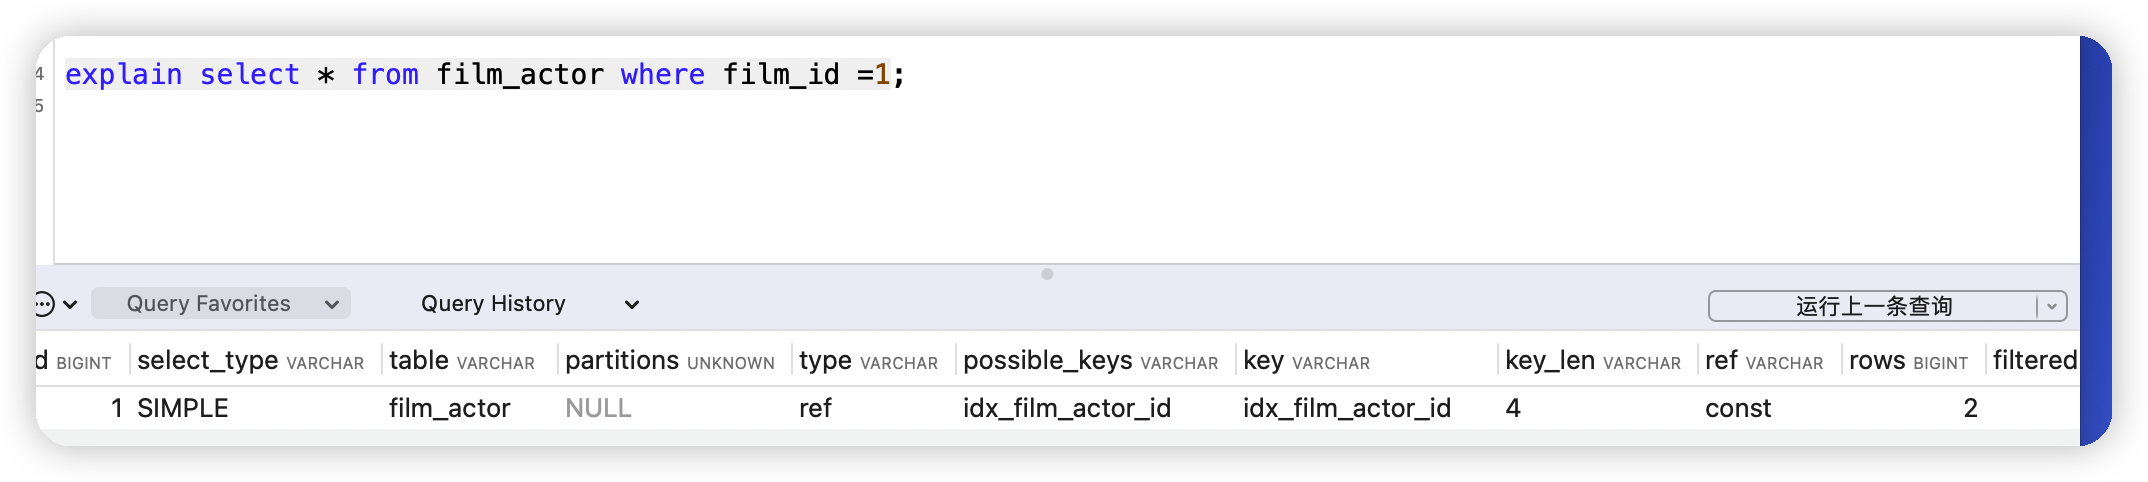 4 explain select * from film_actor where film_id =1;
5
Query Favorites Query History 运行上一条查询
d BIGINT select_type VARCHAR table VARCHAR partitions UNKNOWN type VARCHAR possible_keys VARCHAR key VARCHAR key_len VARCHAR ref VARCHAR rows BIGINT filtered
1 SIMPLE film_actor NULL ref idx_film_actor_id idx_film_actor_id 4 const 2